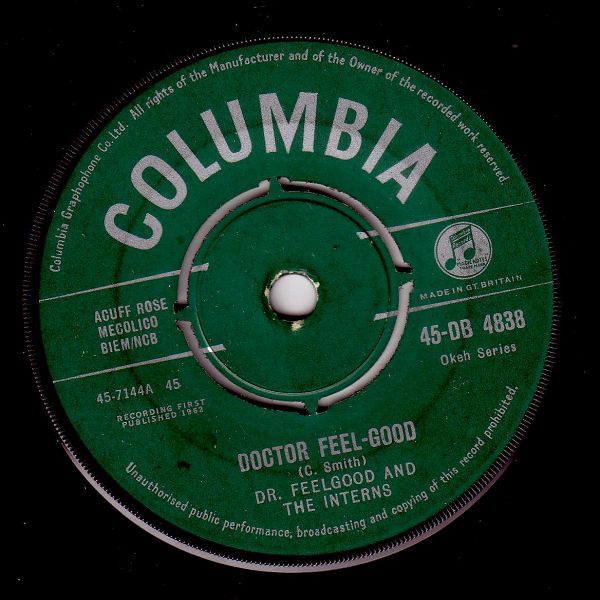 Columbia Graphophone Co. Ltd. All rights of the Manufacturer and of the Owner of the recorded work reserved.
COLUMBIA
MADE IN GT. BRITAIN
ACUFF ROSE
MECOLICO
BIEM/NCB
45-DB 4838
Okeh Series
45-7144A 45
RECORDING FIRST
PUBLISHED 1962
DOCTOR FEEL-GOOD
(C. Smith)
DR. FEELGOOD AND
THE INTERNS
Unauthorised public performance, broadcasting and copying of this record prohibited.